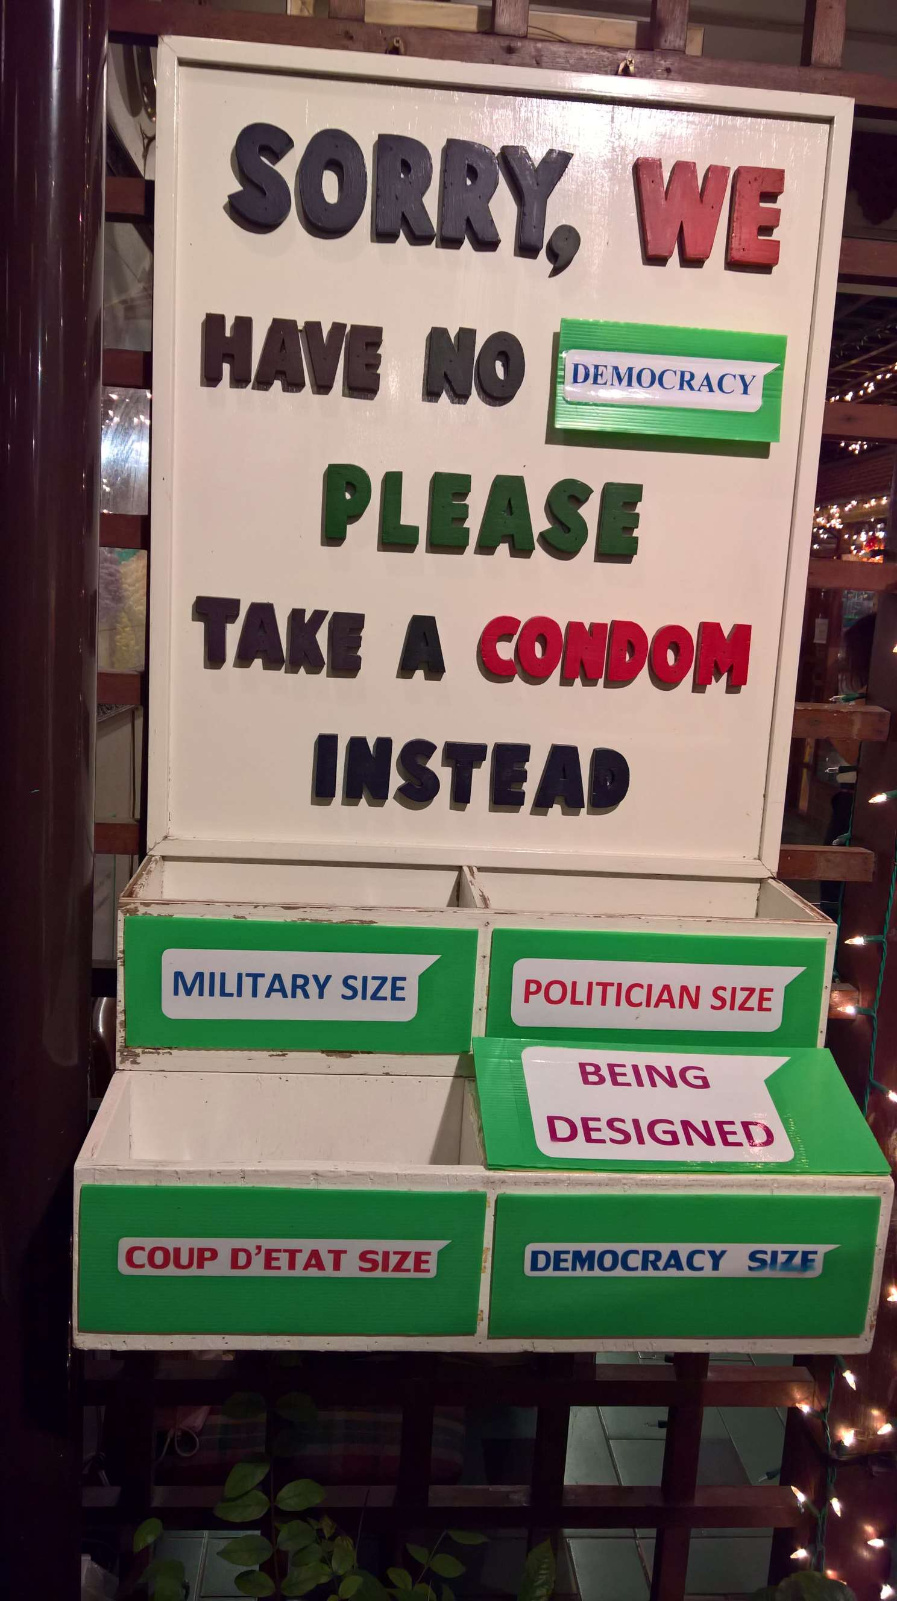 SORRY, WE
HAVE NO DEMOCRACY
PLEASE
TAKE A CONDOM
INSTEAD
MILITARY SIZE
POLITICIAN SIZE
BEING
DESIGNED
COUP D'ETAT SIZE
DEMOCRACY SIZE